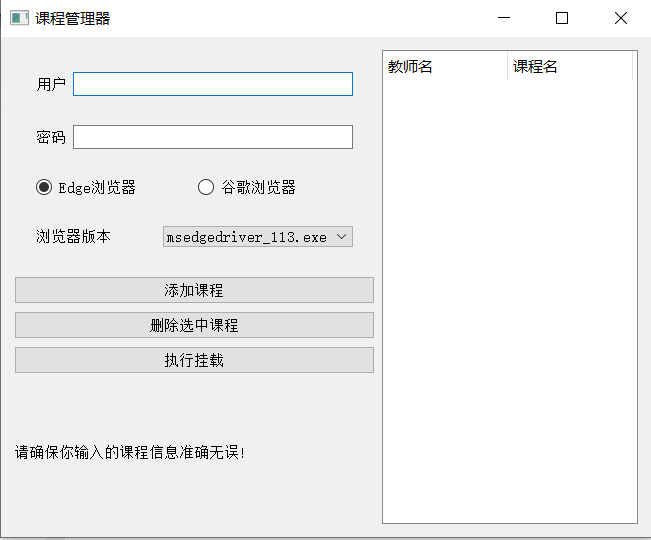 课程管理器
用户
密码
Edge浏览器 谷歌浏览器
浏览器版本 msedgedriver_113.exe
添加课程
删除选中课程
执行挂载
请确保你输入的课程信息准确无误!
教师名 课程名